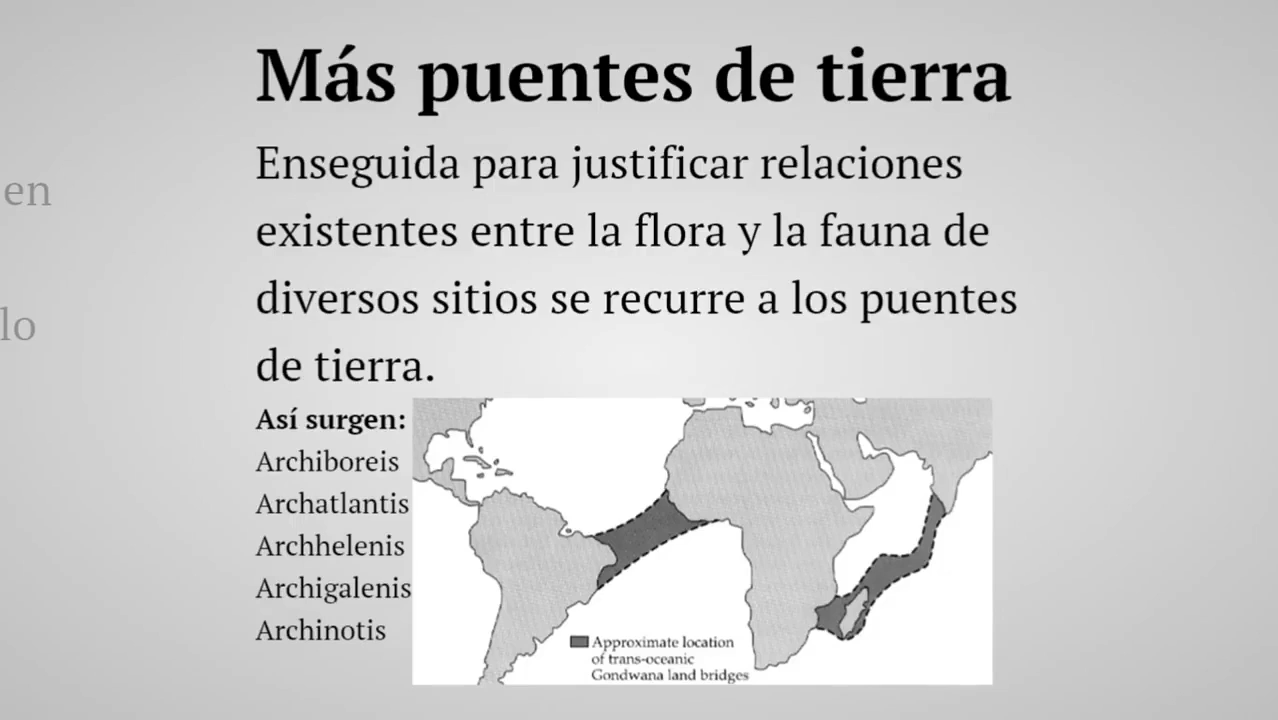 Más puentes de tierra
Enseguida para justificar relaciones
existentes entre la flora y la fauna de
diversos sitios se recurre a los puentes
de tierra.
Así surgen:
Archiboreis
Archatlantis
Archhelenis
Archigalenis
Archinotis
Approximate location
of trans-oceanic
Gondwana land bridges
en
lo